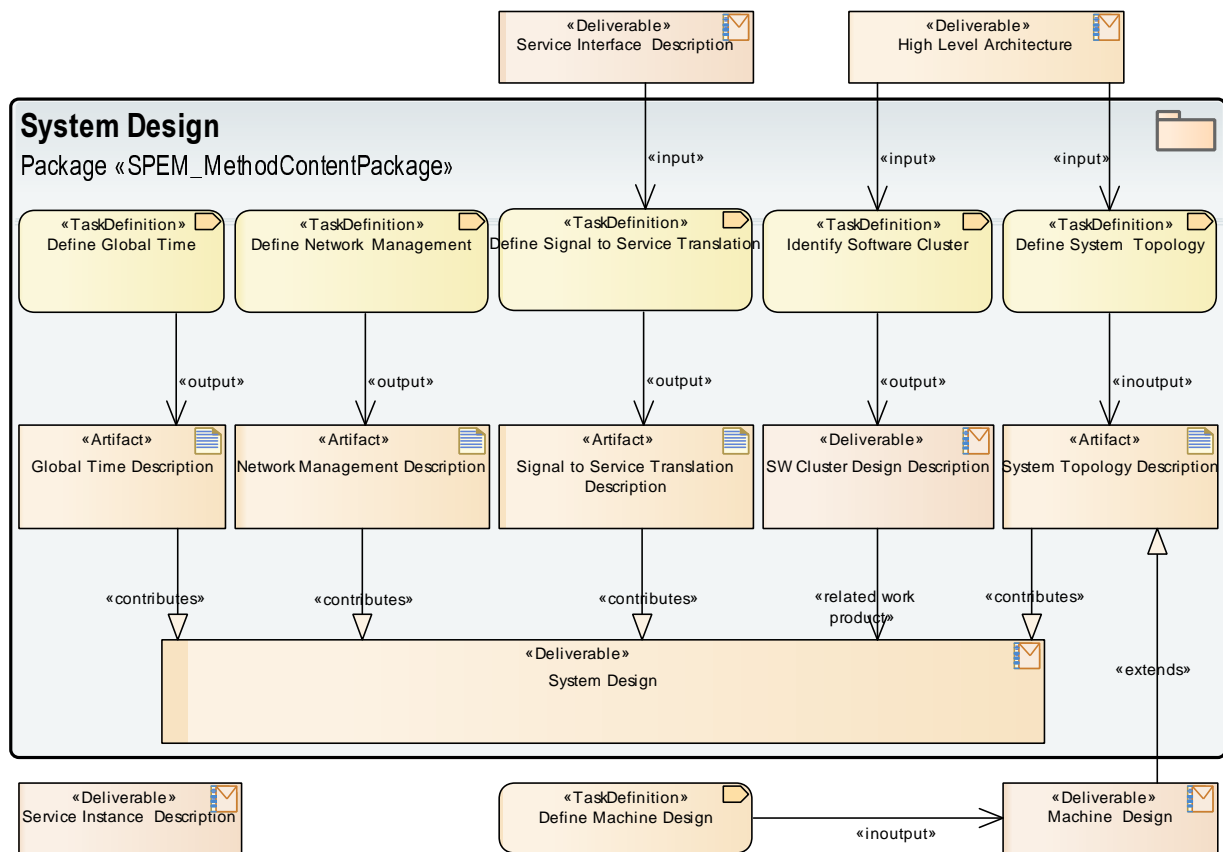 «Deliverable»
Service Interface Description
«Deliverable»
High Level Architecture
System Design
Package «SPEM_MethodContentPackage»
«input»
«input»
«input»
«TaskDefinition»
Define Global Time
«TaskDefinition»
Define Network Management
«TaskDefinition»
Define Signal to Service Translation
«TaskDefinition»
Identify Software Cluster
«TaskDefinition»
Define System Topology
«output»
«output»
«output»
«output»
«inoutput»
«Artifact»
Global Time Description
«Artifact»
Network Management Description
«Artifact»
Signal to Service Translation
Description
«Deliverable»
SW Cluster Design Description
«Artifact»
System Topology Description
«contributes»
«contributes»
«contributes»
«related work
product»
«contributes»
«Deliverable»
System Design
«extends»
«Deliverable»
Service Instance Description
«TaskDefinition»
Define Machine Design
«inoutput»
«Deliverable»
Machine Design